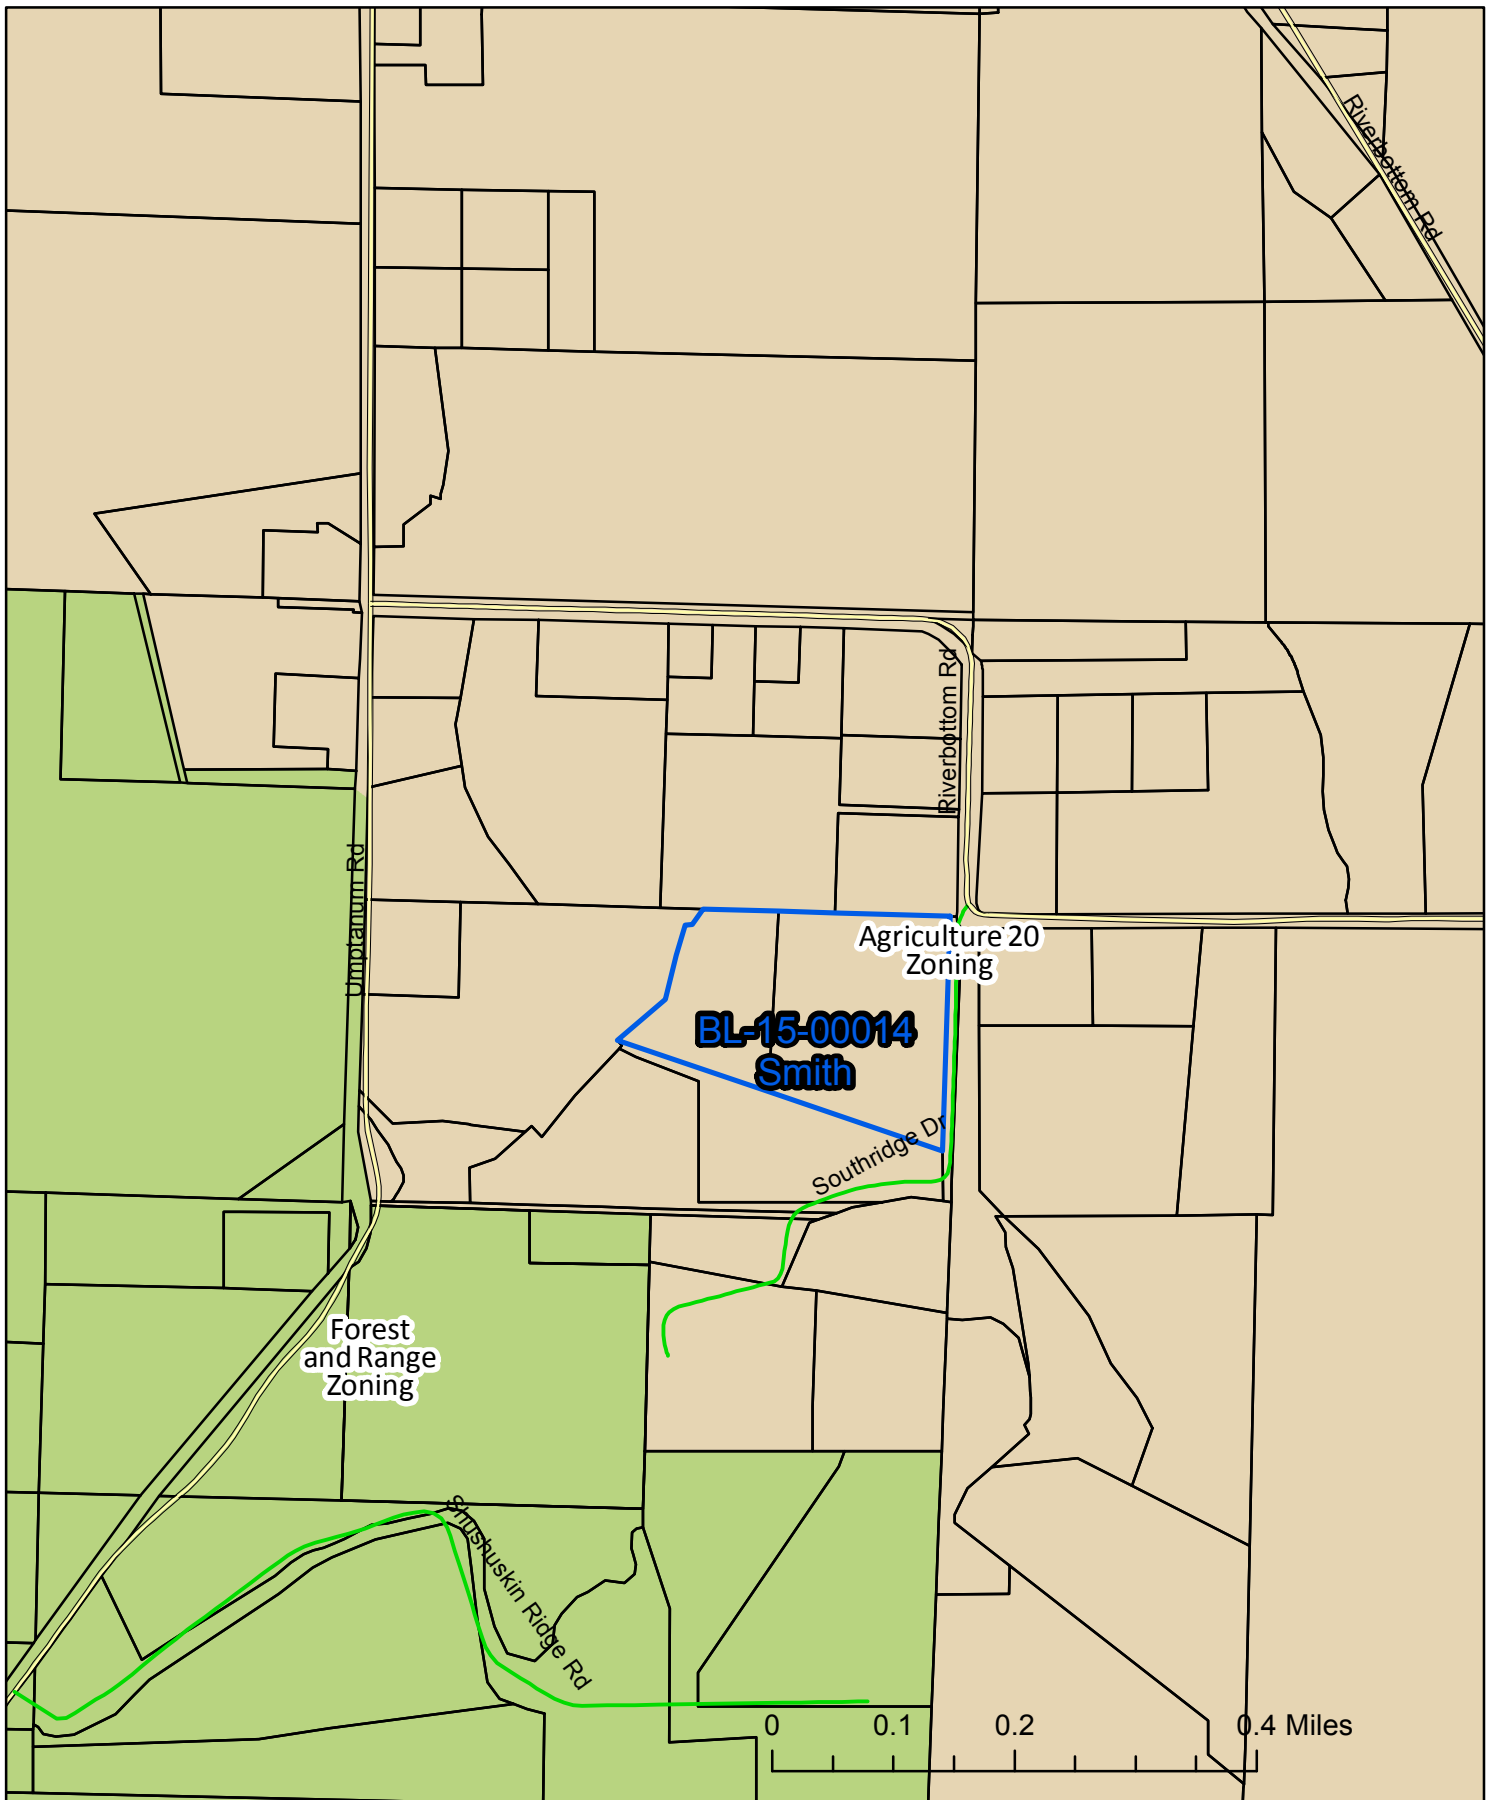 Riverbottom Rd
Riverbottom Rd
Umptanum Rd
Agriculture 20
Zoning
BL-15-00014
Smith
Southridge Dr
Forest
and Range
Zoning
Shushuskin Ridge Rd
0 0.1 0.2 0.4 Miles